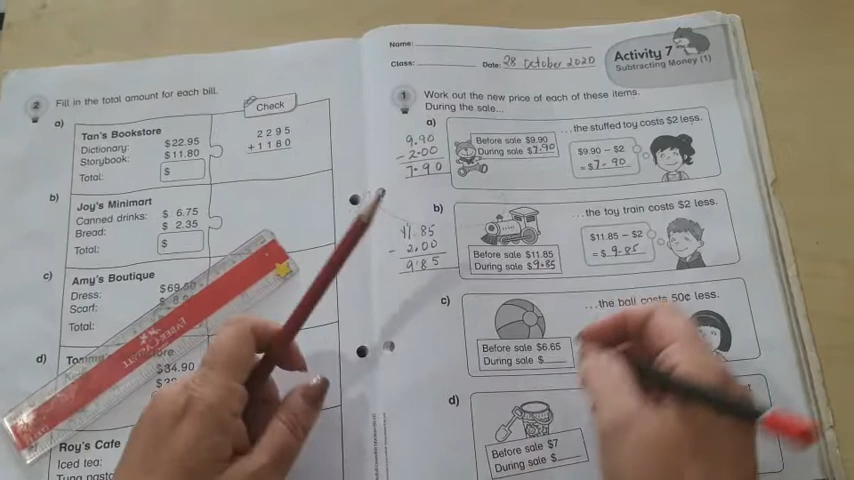 2 Fill in the total amount for each bill.
Check
a) Tan's Bookstore
Dictionary: $22.95
Storybook: $11.80
Total: $
2295
+ 1180
b) Joy's Minimart
Canned drinks: $ 6.75
Bread: $ 2.35
Total: $
c) Amy's Boutique
Dress: $69.50
Scarf:
Total:
d)
$34.90
Roy's Cafe
Iced tea:
Name:
Class: Date: 28 October 2020
Activity 7
Subtracting Money (1)
1 Work out the new price of each of these items.
During the sale...
a) ...the stuffed toy costs $2 less.
9.90
- 2.00
7.90
Before sale $9.90
During sale $7.90
$9.90 – $2
= $7.90
b) ...the toy train costs $2 less.
11.85
- 2.00
9.85
Before sale $11.85
During sale $9.85
$11.85 – $2
= $9.85
c) ...the ball costs 50¢ less.
Before sale $6.65
During sale $
d)
Before sale $7
During sale $